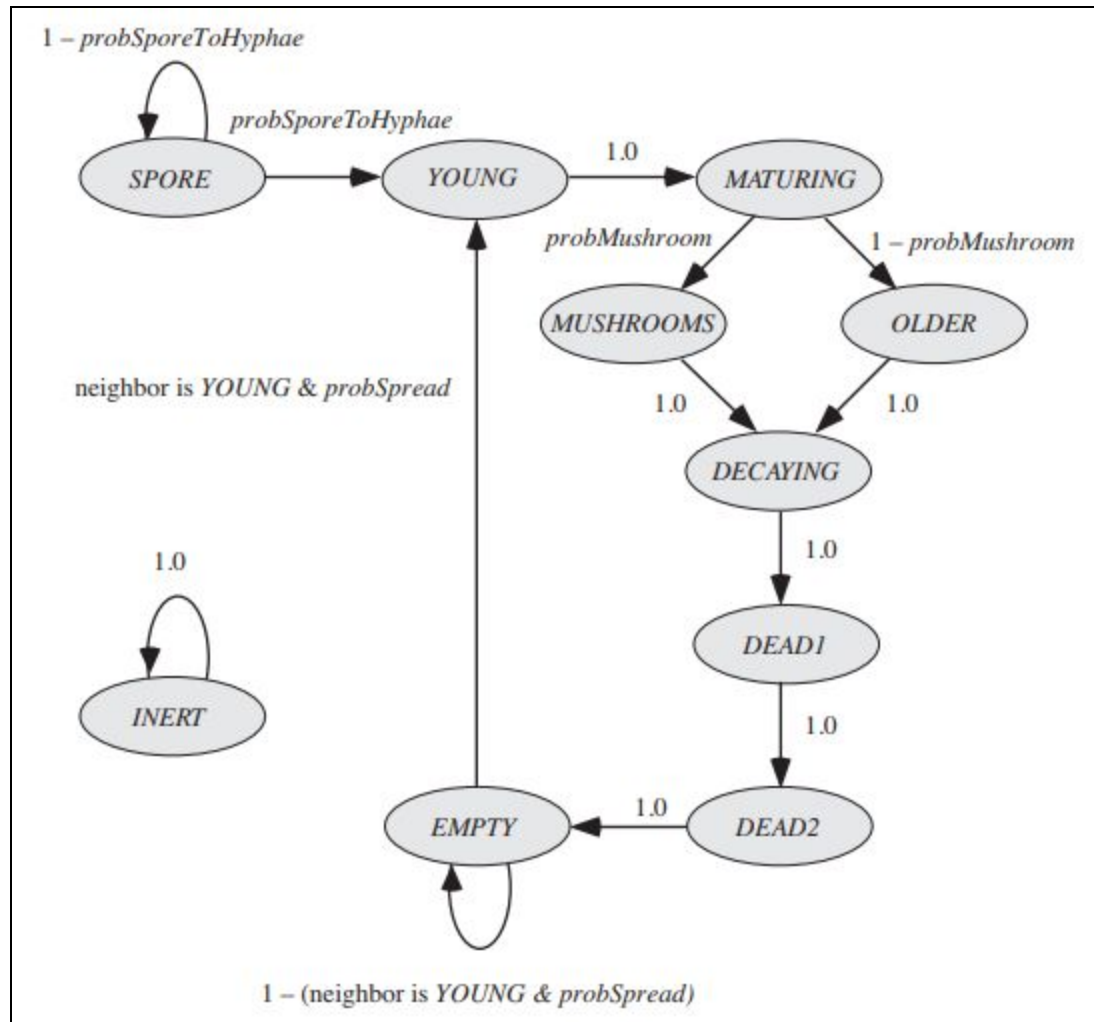 1 – probSporeToHyphae
probSporeToHyphae
SPORE
YOUNG
1.0
MATURING
probMushroom
1 – probMushroom
MUSHROOMS
OLDER
neighbor is YOUNG & probSpread
1.0
1.0
DECAYING
1.0
1.0
DEAD1
INERT
1.0
EMPTY
1.0
DEAD2
1 – (neighbor is YOUNG & probSpread)